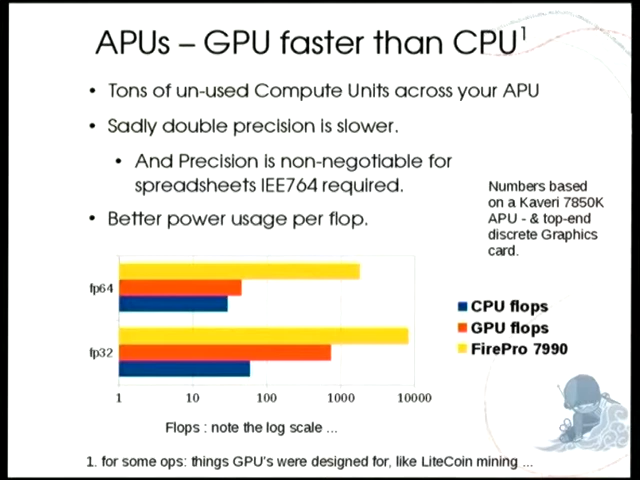 APUs – GPU faster than CPU¹
• Tons of un-used Compute Units across your APU
• Sadly double precision is slower.
• And Precision is non-negotiable for
spreadsheets IEE764 required.
• Better power usage per flop.
Numbers based
on a Kaveri 7850K
APU - & top-end
discrete Graphics
card.
fp64
fp32
1 10 100 1000 10000
CPU flops
GPU flops
FirePro 7990
Flops : note the log scale ...
1. for some ops: things GPU's were designed for, like LiteCoin mining ...